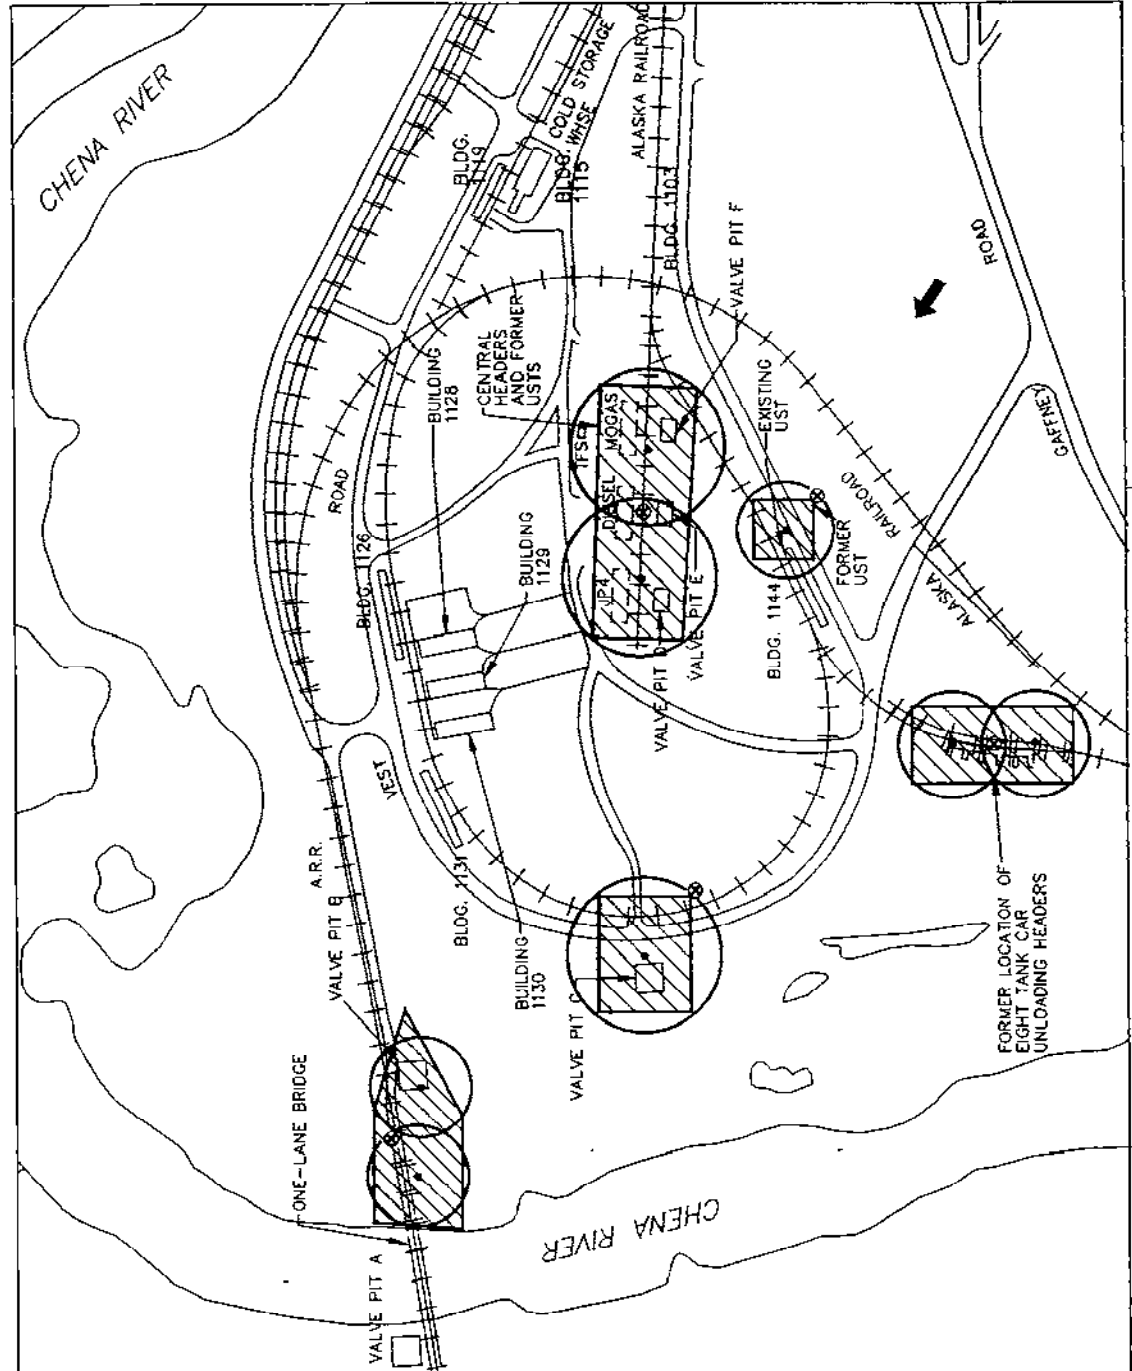 CHENA RIVER
BLDG.
1119
COLD STORAGE
WHSE
BLDG.
1115
ALASKA RAILROAD
BLDG. 1103
VALVE PIT F
CENTRAL
HEADERS
AND FORMER
USTS
BUILDING
1128
ROAD
BLDG. 1126
BUILDING
1129
TFS
MOGAS
DIESEL
JP4
EXISTING
UST
FORMER
UST
ROAD
GAFFNEY
RAILROAD
ALASKA
VALVE PIT E
VALVE PIT D
BLDG. 1144
VEST
A.R.R.
VALVE PIT B
BLDG. 1131
BUILDING
1130
VALVE PIT C
FORMER LOCATION OF
EIGHT TANK CAR
UNLOADING HEADERS
ONE-LANE BRIDGE
VALVE PIT A
CHENA RIVER